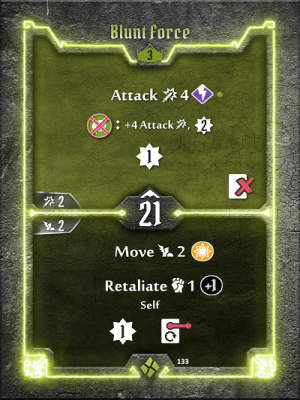 Blunt Force
3
Attack 4
: +4 Attack , 2
1
2
21
2
Move 2
Retaliate 1 +1
Self
1
133